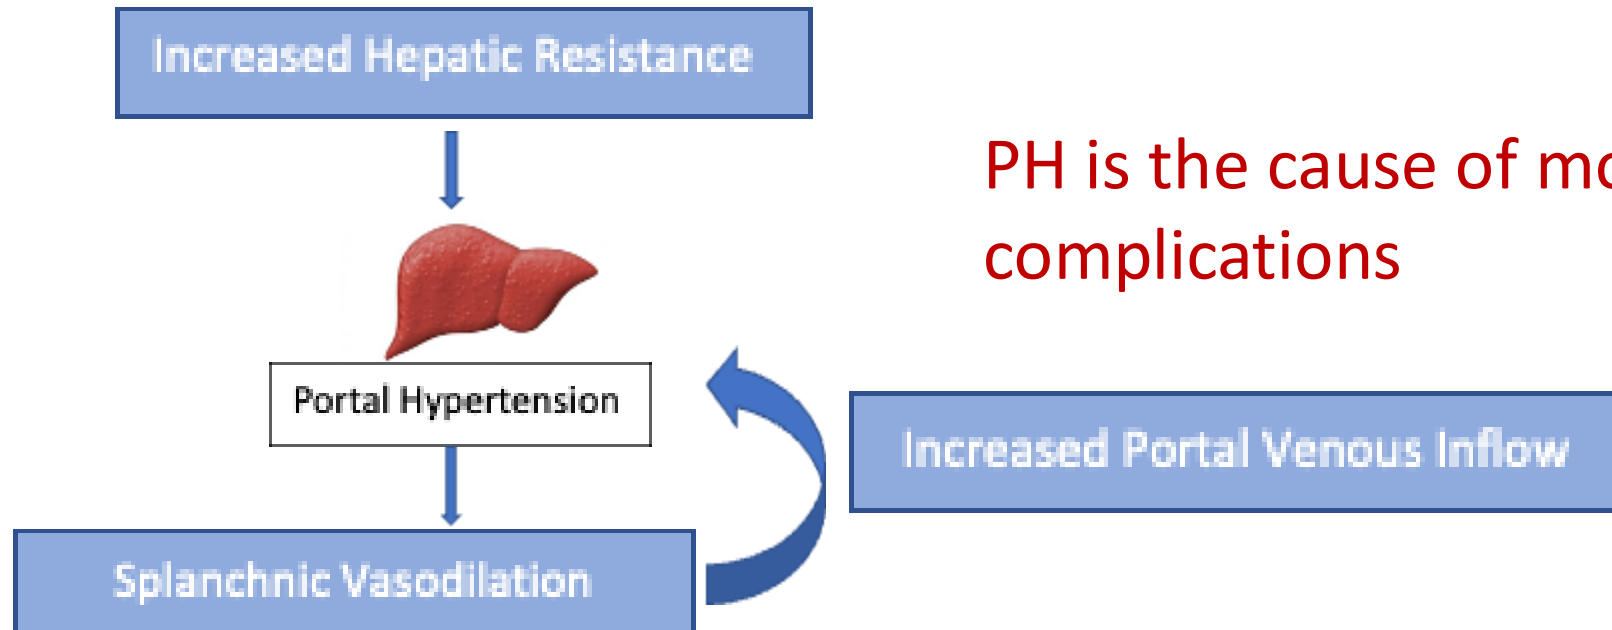 Increased Hepatic Resistance
PH is the cause of
complications
Portal Hypertension
Increased Portal Venous Inflow
Splanchnic Vasodilation